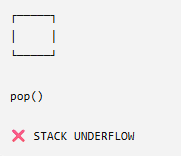 pop()
❌ STACK UNDERFLOW